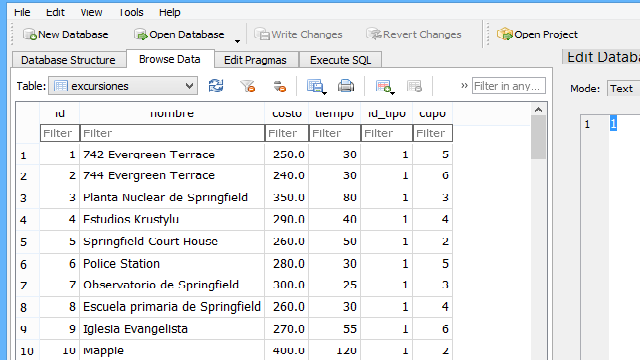 File Edit View Tools Help
New Database Open Database Write Changes Revert Changes Open Project
Database Structure Browse Data Edit Pragmas Execute SQL
Edit Datab
Table: excursiones » Filter in any...
Mode: Text
id nombre costo tiempo id_tipo cupo
Filter Filter Filter Filter Filter Filter
1 1 742 Evergreen Terrace 250.0 30 1 5
2 2 744 Evergreen Terrace 240.0 30 1 6
3 3 Planta Nuclear de Springfield 350.0 80 1 3
4 4 Estudios Krustylu 290.0 40 1 4
5 5 Springfield Court House 260.0 50 1 2
6 6 Police Station 280.0 30 1 5
7 7 Observatorio de Springfield 300.0 25 1 3
8 8 Escuela primaria de Springfield 260.0 30 1 4
9 9 Iglesia Evangelista 270.0 55 1 6
10 10 Mapple 400.0 120 1 2
1 1